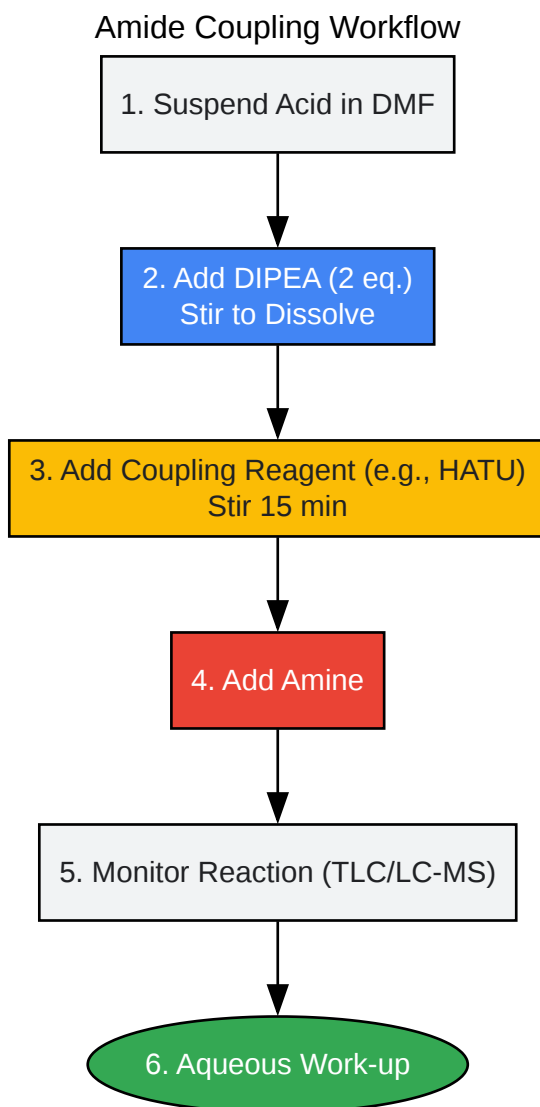 Amide Coupling Workflow
1. Suspend Acid in DMF
2. Add DIPEA (2 eq.)
Stir to Dissolve
3. Add Coupling Reagent (e.g., HATU)
Stir 15 min
4. Add Amine
5. Monitor Reaction (TLC/LC-MS)
6. Aqueous Work-up